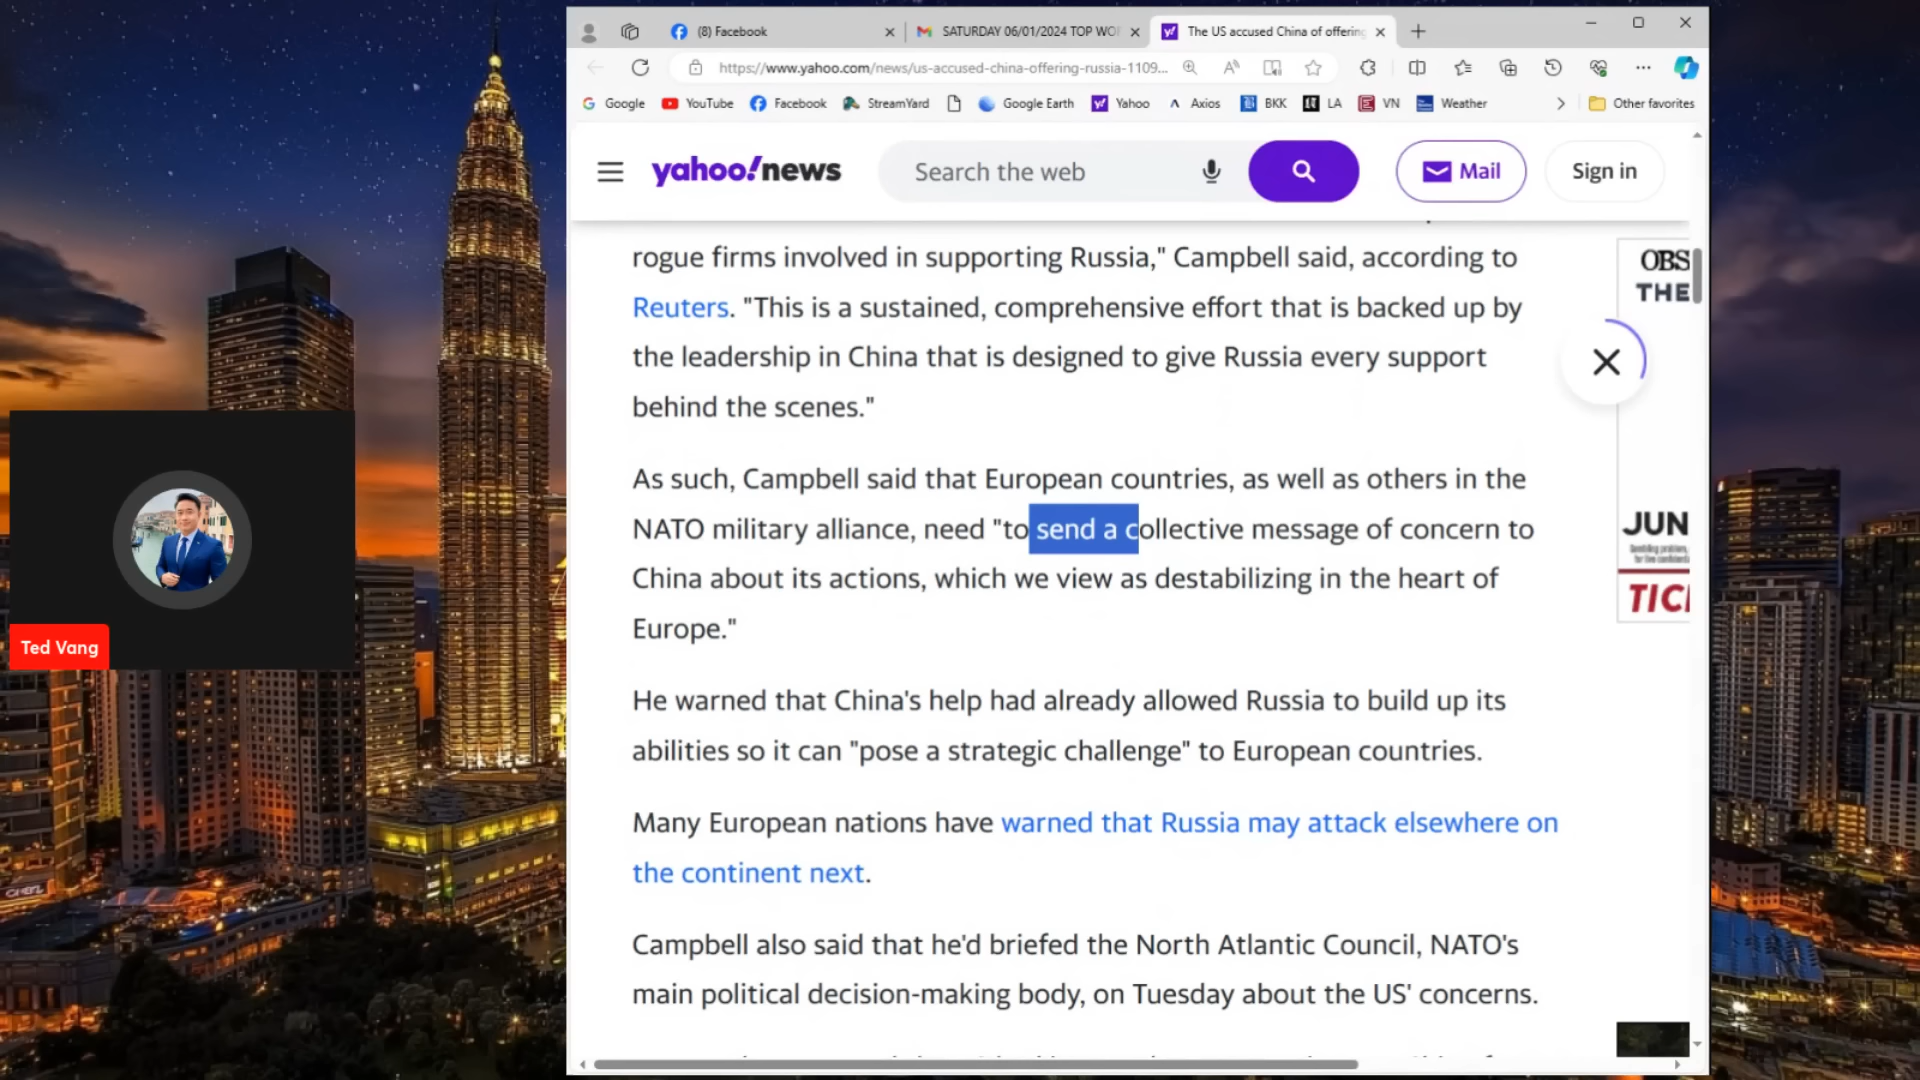 (8) Facebook
SATURDAY 06/01/2024 TOP WO
The US accused China of offering
https://www.yahoo.com/news/us-accused-china-offering-russia-1109...
Google
YouTube
Facebook
StreamYard
Google Earth
Yahoo
Axios
BKK
LA
VN
Weather
Other favorites
yahoo!news
Search the web
Mail
Sign in
rogue firms involved in supporting Russia," Campbell said, according to
Reuters. "This is a sustained, comprehensive effort that is backed up by
the leadership in China that is designed to give Russia every support
behind the scenes."
As such, Campbell said that European countries, as well as others in the
NATO military alliance, need "to send a collective message of concern to
China about its actions, which we view as destabilizing in the heart of
Europe."
He warned that China's help had already allowed Russia to build up its
abilities so it can "pose a strategic challenge" to European countries.
Many European nations have warned that Russia may attack elsewhere on
the continent next.
Campbell also said that he'd briefed the North Atlantic Council, NATO's
main political decision-making body, on Tuesday about the US' concerns.
OBS
THE
JUN
TICI
Ted Vang